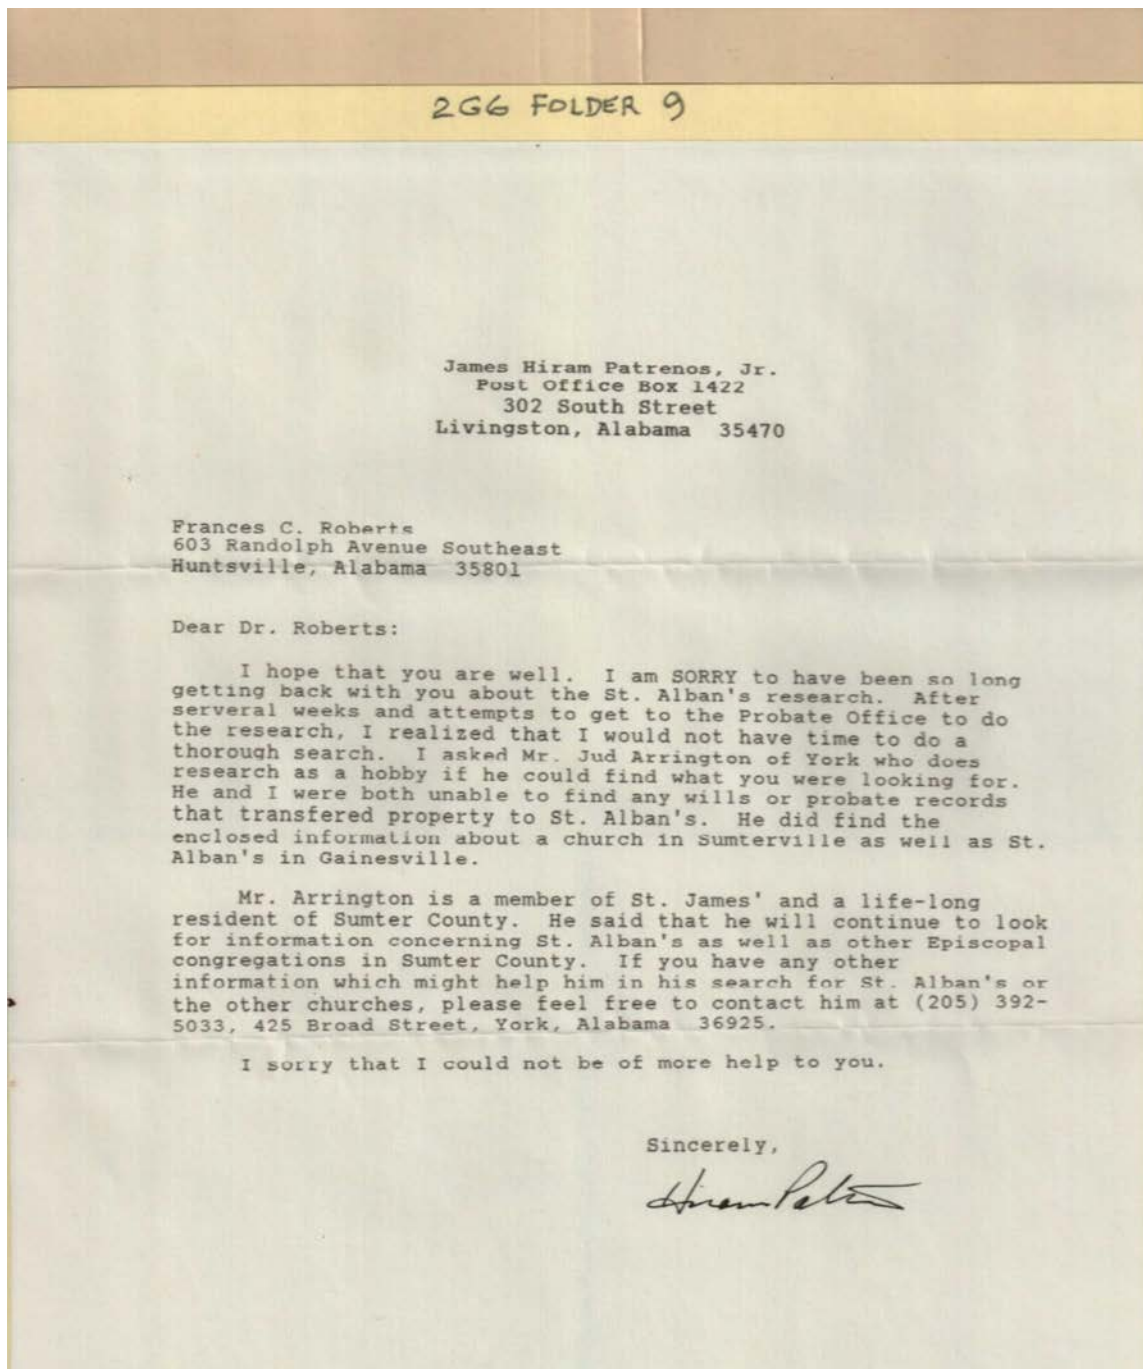 2G6 FOLDER 9
James Hiram Patrenos, Jr.
Post Office Box 1422
302 South Street
Livingston, Alabama 35470
Frances C. Roberts
603 Randolph Avenue Southeast
Huntsville, Alabama 35801
Dear Dr. Roberts:
I hope that you are well. I am SORRY to have been so long
getting back with you about the St. Alban's research. After
serveral weeks and attempts to get to the Probate Office to do
the research, I realized that I would not have time to do a
thorough search. I asked Mr. Jud Arrington of York who does
research as a hobby if he could find what you were looking for.
He and I were both unable to find any wills or probate records
that transfered property to St. Alban's. He did find the
enclosed information about a church in Sumterville as well as St.
Alban's in Gainesville.
Mr. Arrington is a member of St. James' and a life-long
resident of Sumter County. He said that he will continue to look
for information concerning St. Alban's as well as other Episcopal
congregations in Sumter County. If you have any other
information which might help him in his search for St. Alban's or
the other churches, please feel free to contact him at (205) 392-
5033, 425 Broad Street, York, Alabama 36925.
I sorry that I could not be of more help to you.
Sincerely,
Hiram